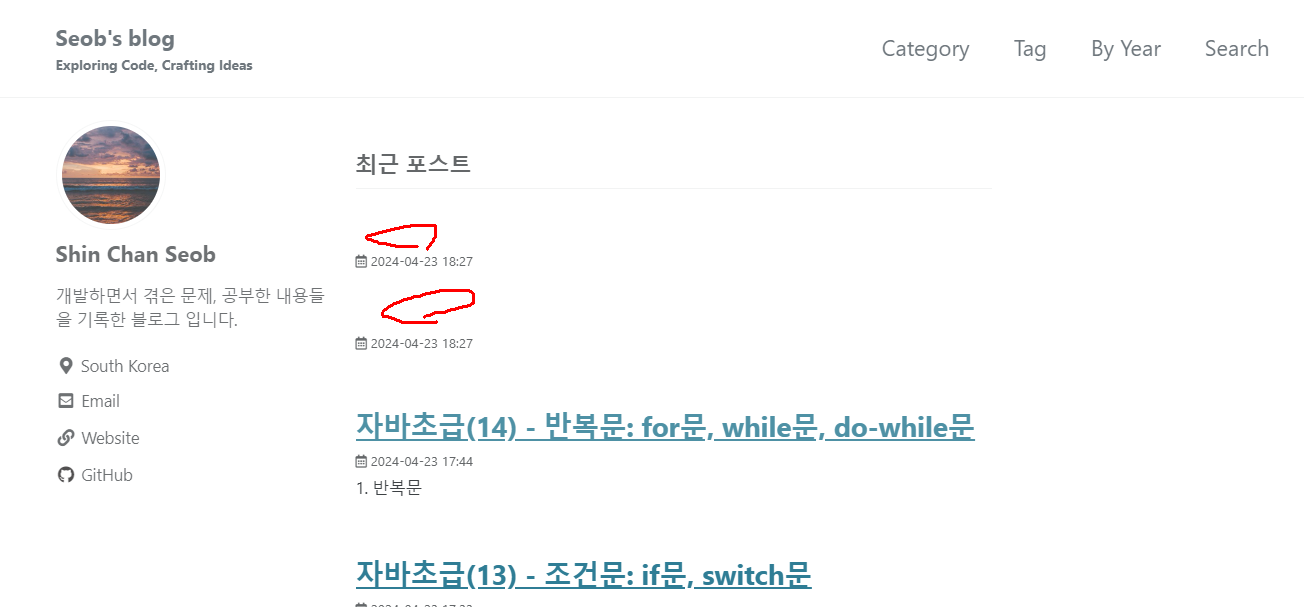 Seob's blog
Exploring Code, Crafting Ideas
Category Tag By Year Search
Shin Chan Seob
개발하면서 겪은 문제, 공부한 내용들
을 기록한 블로그 입니다.
South Korea
Email
Website
GitHub
최근 포스트
2024-04-23 18:27
2024-04-23 18:27
자바초급(14) - 반복문: for문, while문, do-while문
2024-04-23 17:44
1. 반복문
자바초급(13) - 조건문: if문, switch문